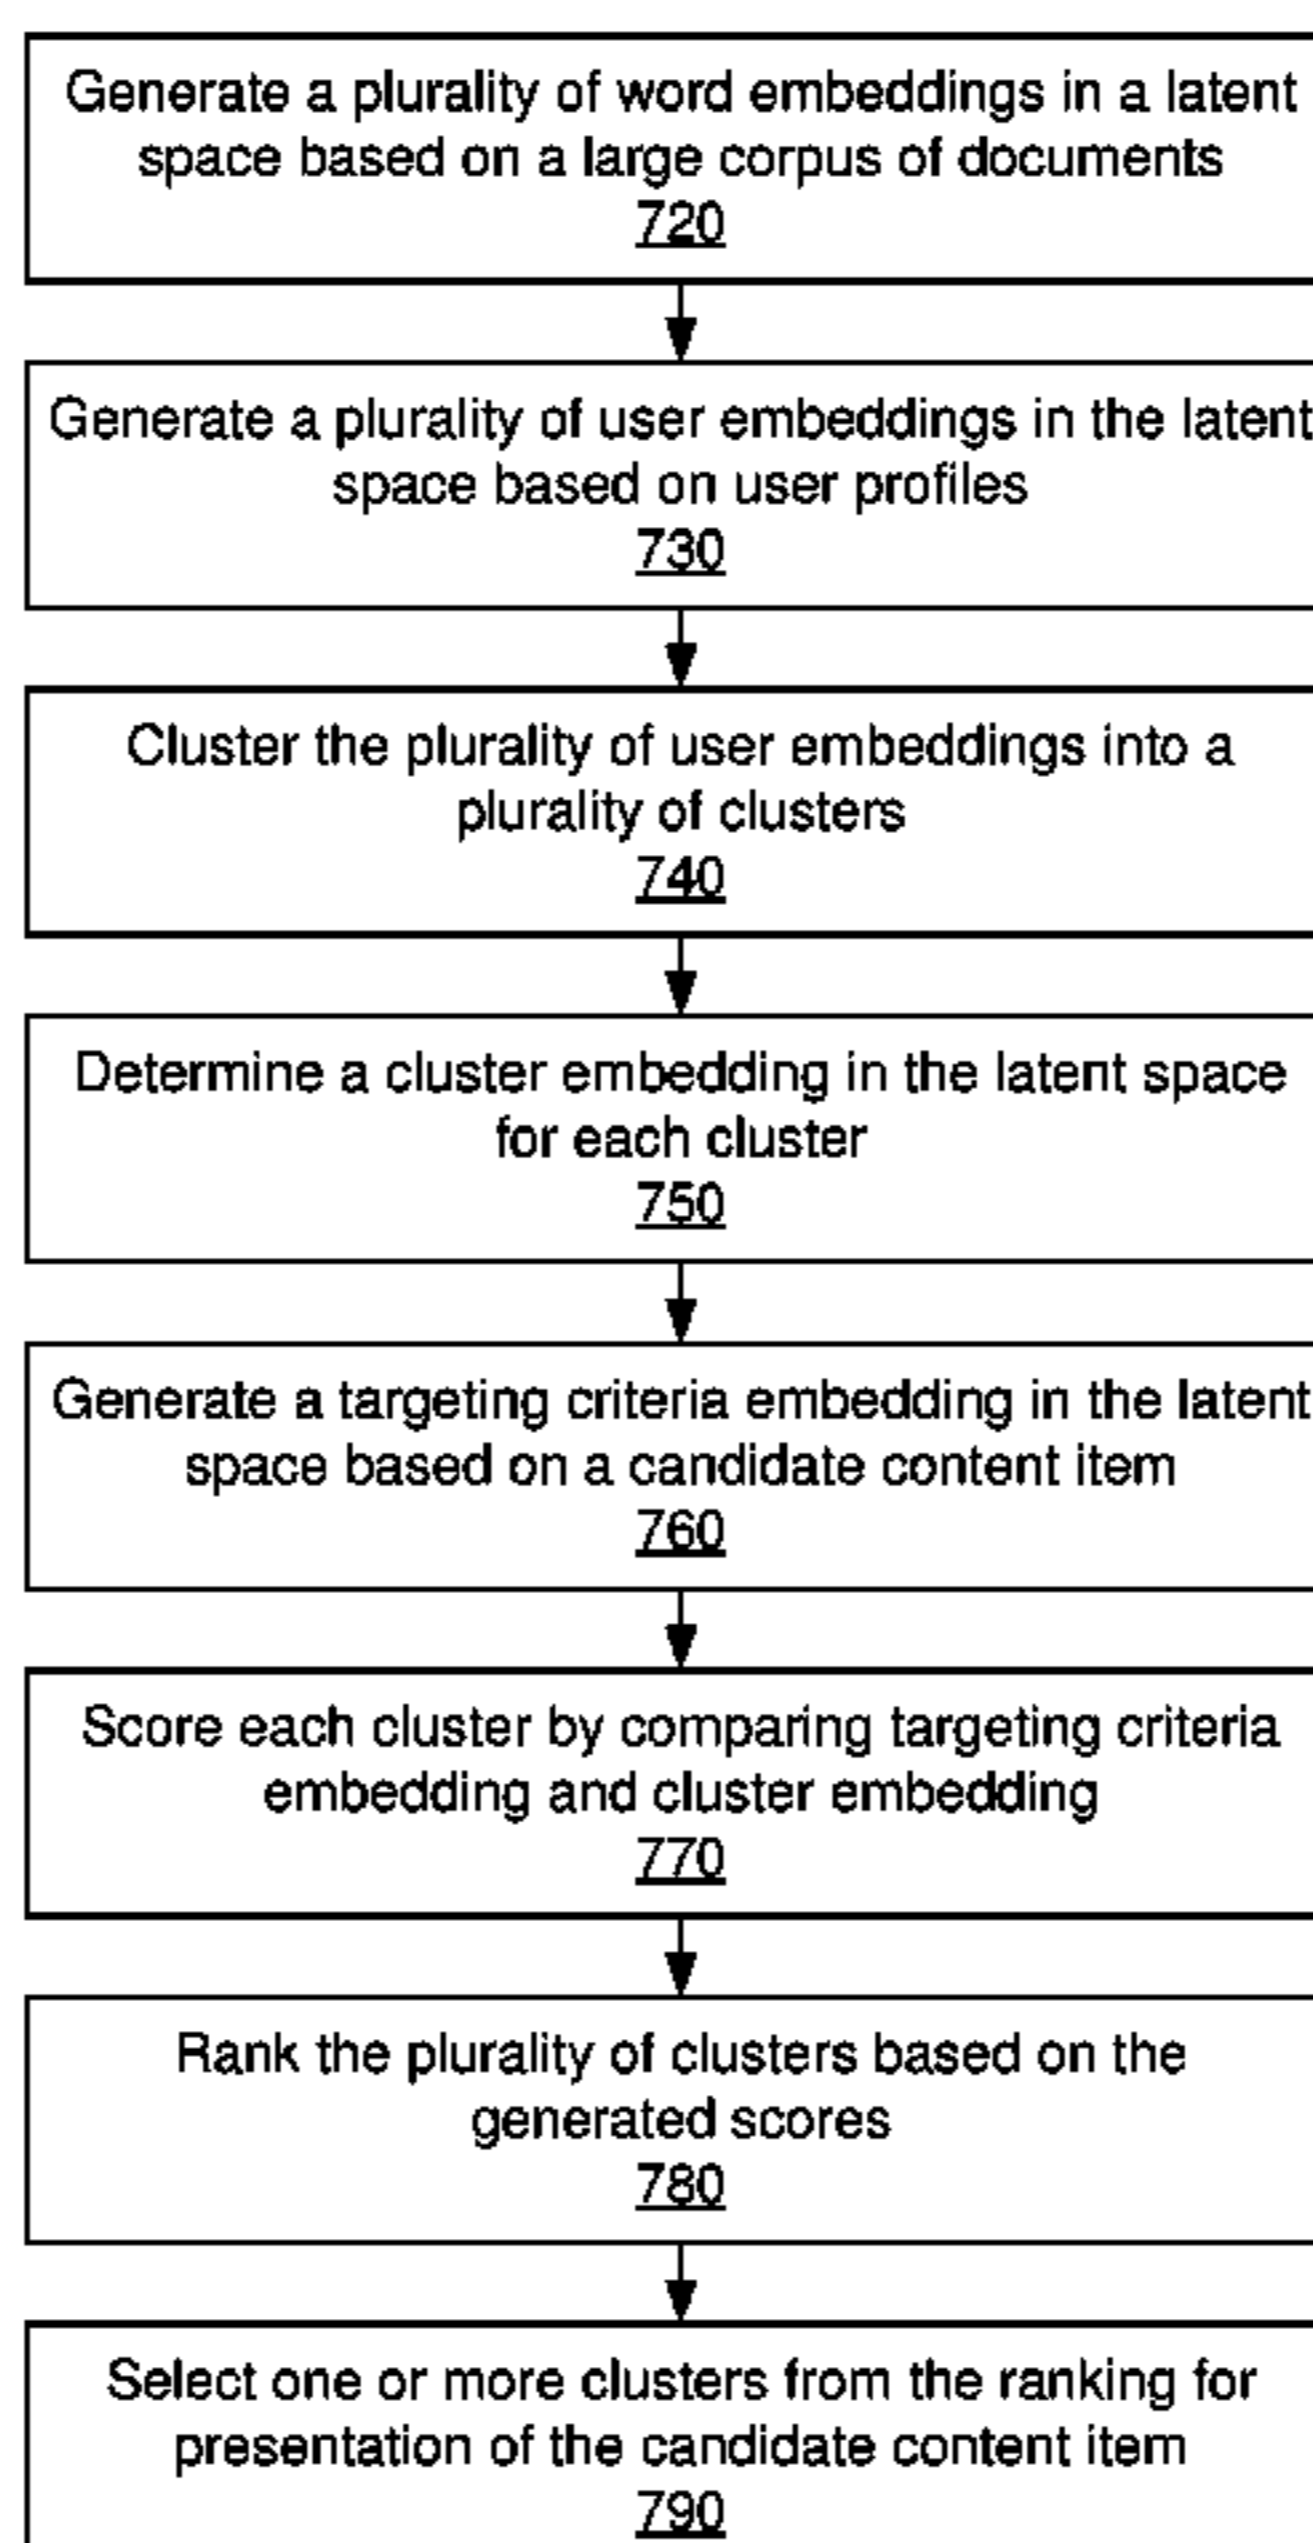 Generate a plurality of word embeddings in a latent
space based on a large corpus of documents
720
Generate a plurality of user embeddings in the latent
space based on user profiles
730
Cluster the plurality of user embeddings into a
plurality of clusters
740
Determine a cluster embedding in the latent space
for each cluster
750
Generate a targeting criteria embedding in the latent
space based on a candidate content item
760
Score each cluster by comparing targeting criteria
embedding and cluster embedding
770
Rank the plurality of clusters based on the
generated scores
780
Select one or more clusters from the ranking for
presentation of the candidate content item
790